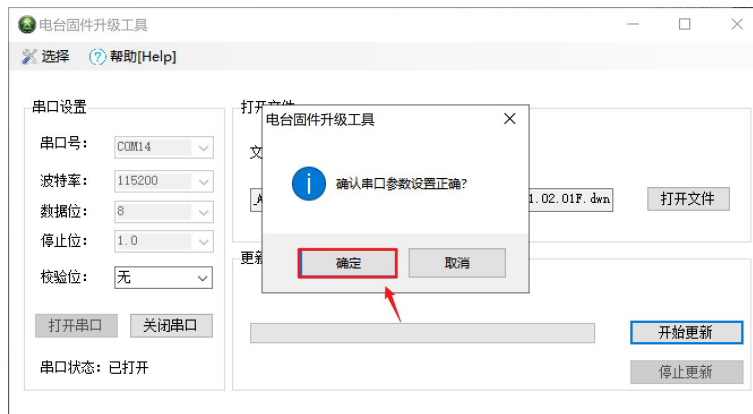 电台固件升级工具
选择 帮助[Help]
串口设置
串口号: COM14
波特率: 115200
数据位: 8
停止位: 1.0
校验位: 无
打开串口 关闭串口
串口状态: 已打开
打开文件
1.02.01F.dwn 打开文件
电台固件升级工具
确认串口参数设置正确?
确定 取消
开始更新
停止更新